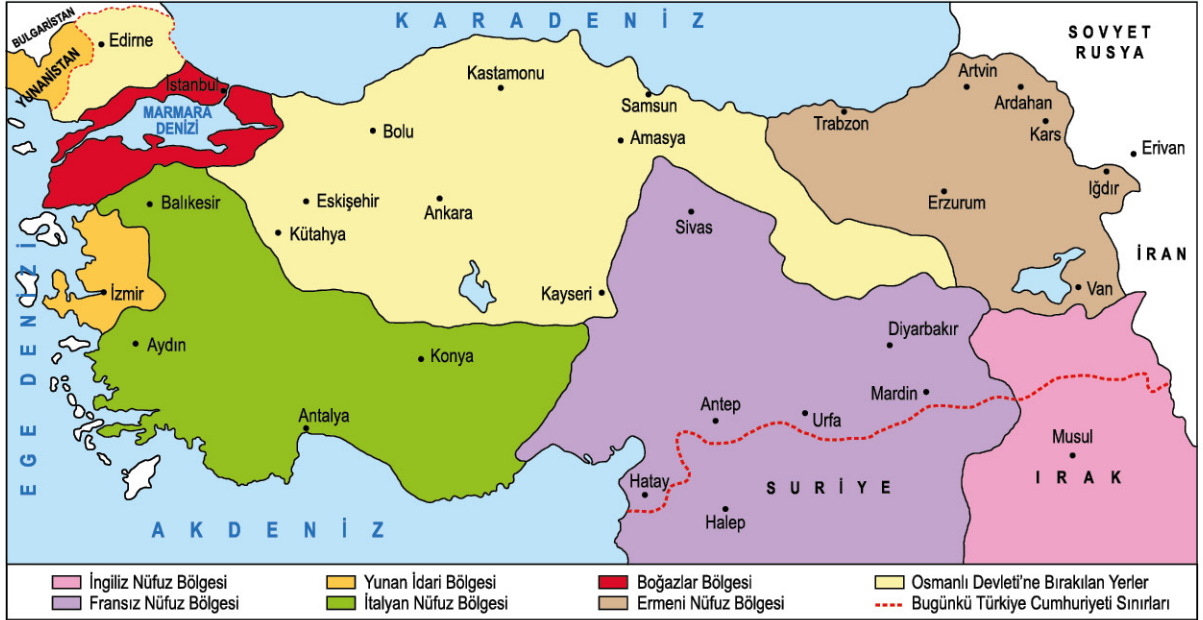 BULGARİSTAN
YUNANİSTAN
Edirne
KARADENİZ
SOVYET
RUSYA
İstanbul
MARMARA
DENİZİ
Kastamonu
Bolu
Samsun
Amasya
Trabzon
Artvin
Ardahan
Kars
Erivan
Iğdır
Erzurum
Balıkesir
Eskişehir
Ankara
Kütahya
Sivas
İRAN
Van
EGE DENİZİ
İzmir
Kayseri
Aydın
Konya
Diyarbakır
Mardin
Antalya
Antep
Urfa
Musul
IRAK
Hatay
SURİYE
Halep
AKDENİZ
İngiliz Nüfuz Bölgesi
Yunan İdari Bölgesi
Boğazlar Bölgesi
Osmanlı Devleti'ne Bırakılan Yerler
Fransız Nüfuz Bölgesi
İtalyan Nüfuz Bölgesi
Ermeni Nüfuz Bölgesi
Bugünkü Türkiye Cumhuriyeti Sınırları